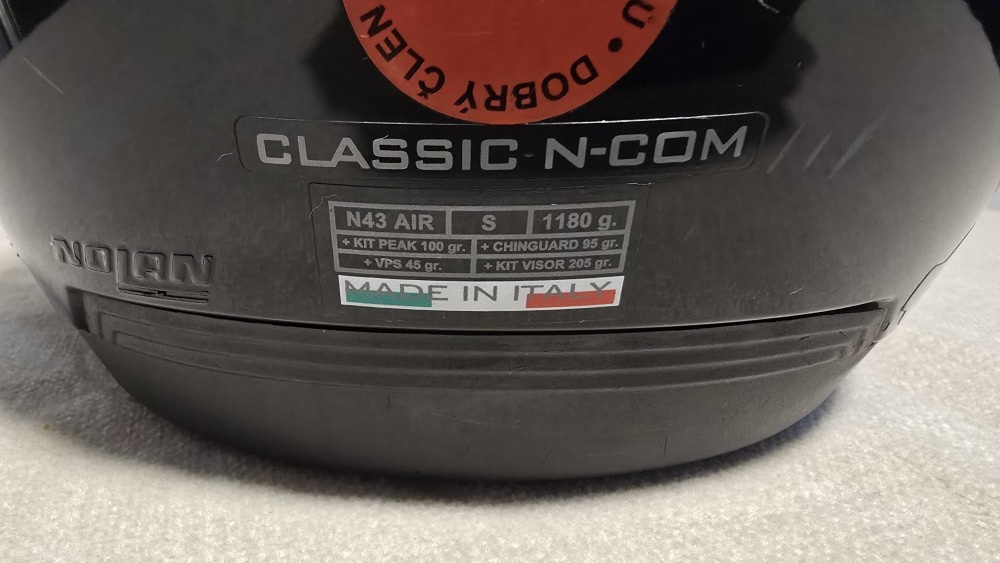 Ů • DOBRÝ ČLEN
CLASSIC N-COM
N43 AIR S 1180 g.
+ KIT PEAK 100 gr. + CHINGUARD 95 gr.
+ VPS 45 gr. + KIT VISOR 205 gr.
MADE IN ITALY
NOLAN